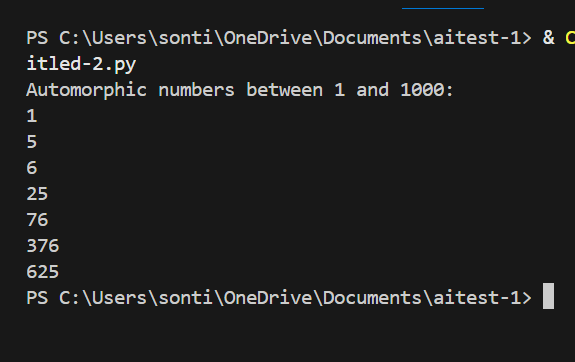 PS C:\Users\sonti\OneDrive\Documents\aitest-1> & C
itled-2.py
Automorphic numbers between 1 and 1000:
1
5
6
25
76
376
625
PS C:\Users\sonti\OneDrive\Documents\aitest-1>